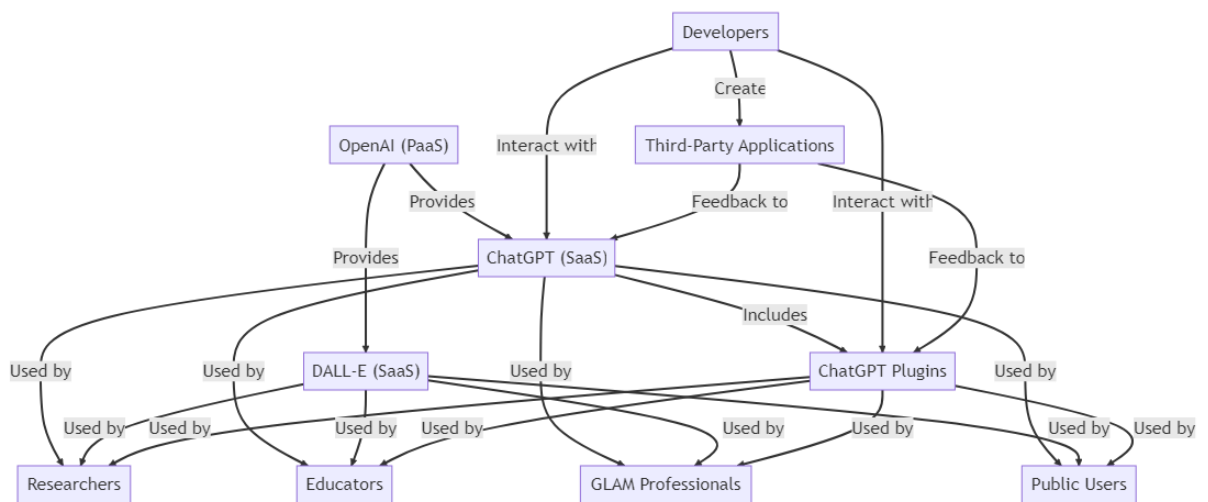 Developers
Create
OpenAI (PaaS)
Interact with
Third-Party Applications
Provides
Feedback to
Interact with
Provides
ChatGPT (SaaS)
Feedback to
Includes
Used by
Used by
DALL-E (SaaS)
Used by
ChatGPT Plugins
Used by
Used by
Used by
Used by
Used by
Used by
Used by
Used by
Used by
Researchers
Educators
GLAM Professionals
Public Users